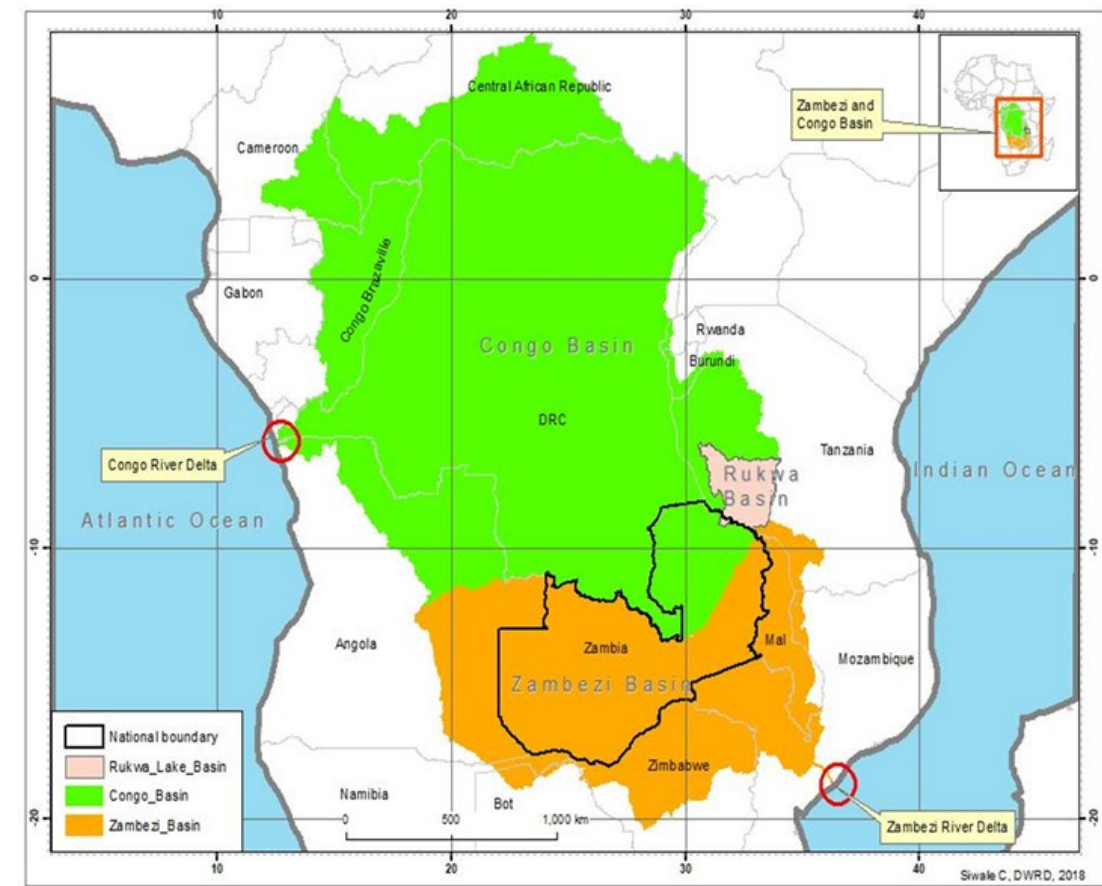 10
20
30
40
Central African Republic
Zambezi and
Congo Basin
Cameroon
Congo Brazaville
0
0
Gabon
Rwanda
Congo Basin
Burundi
DRC
Tanzania
Congo River Delta
Rukwa
Basin
Indian Ocean
Atlantic Ocean
-10
-10
Angola
Zambia
Mal
Mozambique
Zambezi Basin
National boundary
Rukwa_Lake_Basin
Zimbabwe
Congo_Basin
Namibia
Bot
Zambezi_Basin
0
500
1,000 km
-20
-20
Zambezi River Delta
10
20
30
40
Siwale C, DWRD, 2018